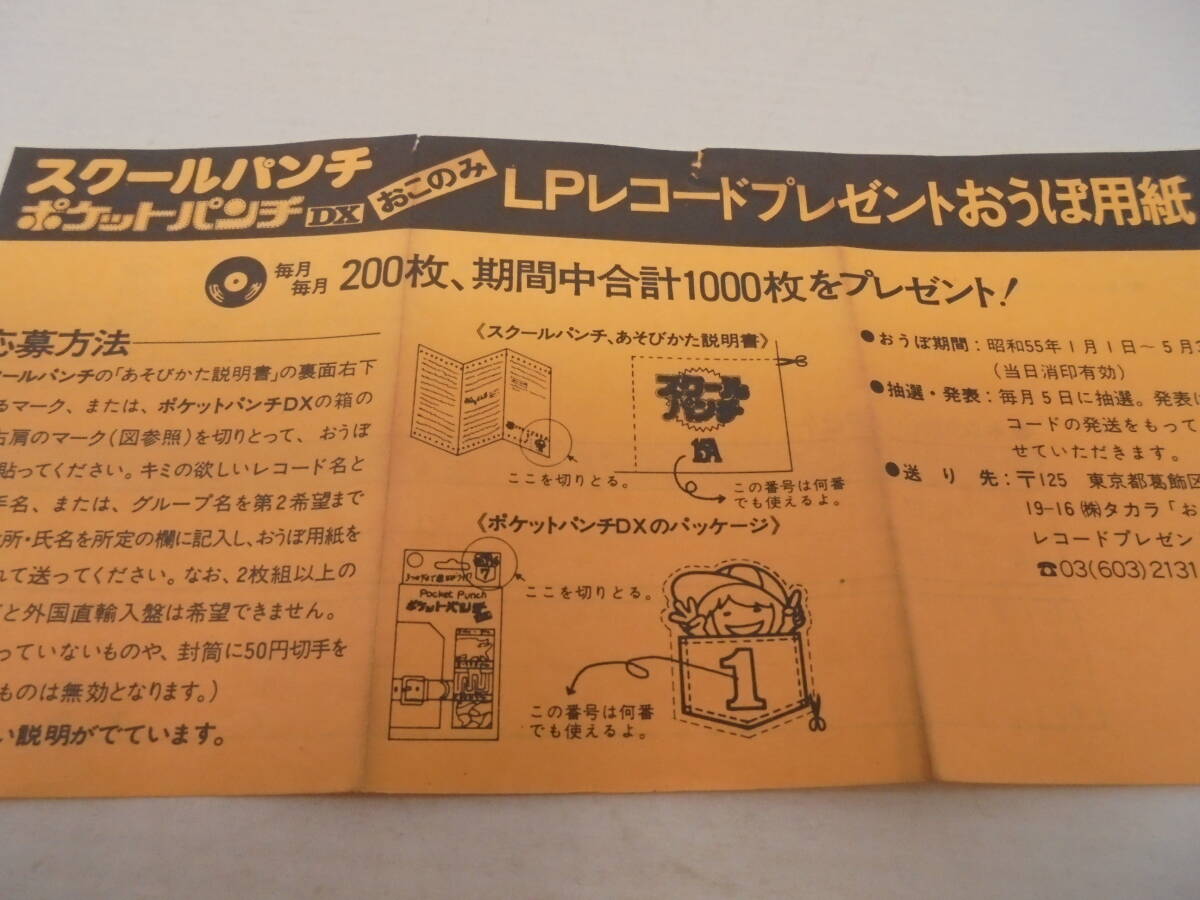 スクールパンチ
ポケットパンチDX
おこのみ
LPレコードプレゼントおうぼ用紙
毎月
毎月
200枚、期間中合計1000枚をプレゼント!
応募方法
ールパンチの「あそびかた説明書」の裏面右下
るマーク、または、ポケットパンチDXの箱の
右肩のマーク(図参照)を切りとって、おうぼ
貼ってください。キミの欲しいレコード名と
手名、または、グループ名を第2希望まで
所・氏名を所定の欄に記入し、おうぼ用紙を
れて送ってください。なお、2枚組以上の
と外国直輸入盤は希望できません。
っていないものや、封筒に50円切手を
ものは無効となります。)
い説明がでています。
《スクールパンチ、あそびかた説明書》
ここを切りとる。
スクール
パンチ
15A
この番号は何番
でも使えるよ。
《ポケットパンチDXのパッケージ》
7
Pocket Punch
ポケットパンチ
ここを切りとる。
1
この番号は何番
でも使えるよ。
●おうぼ期間:昭和55年1月1日〜5月3
(当日消印有効)
●抽選・発表:毎月5日に抽選。発表は
コードの発送をもって
せていただきます。
●送り先:〒125 東京都葛飾区
19-16 ㈱タカラ「お
レコードプレゼン
☎03(603)2131